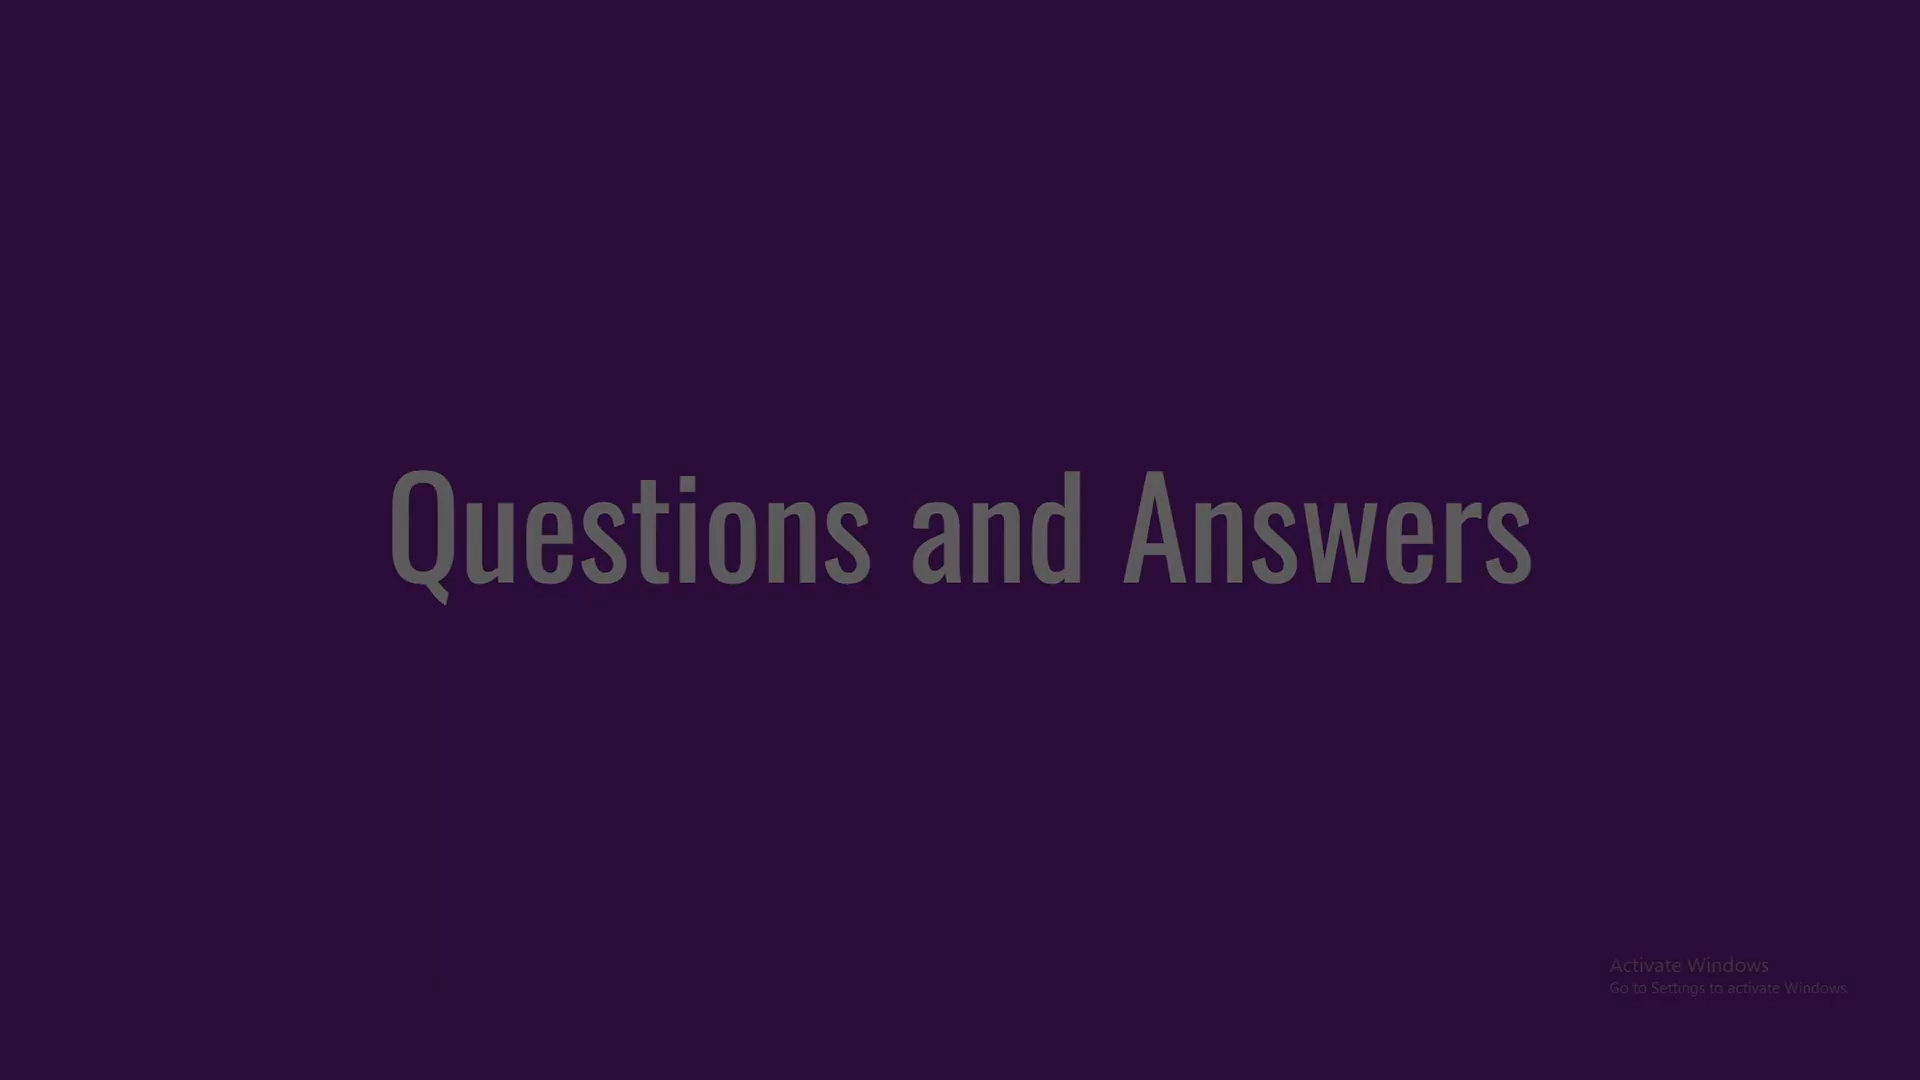 Questions and Answers
Activate Windows
Go to Settings to activate Windows.